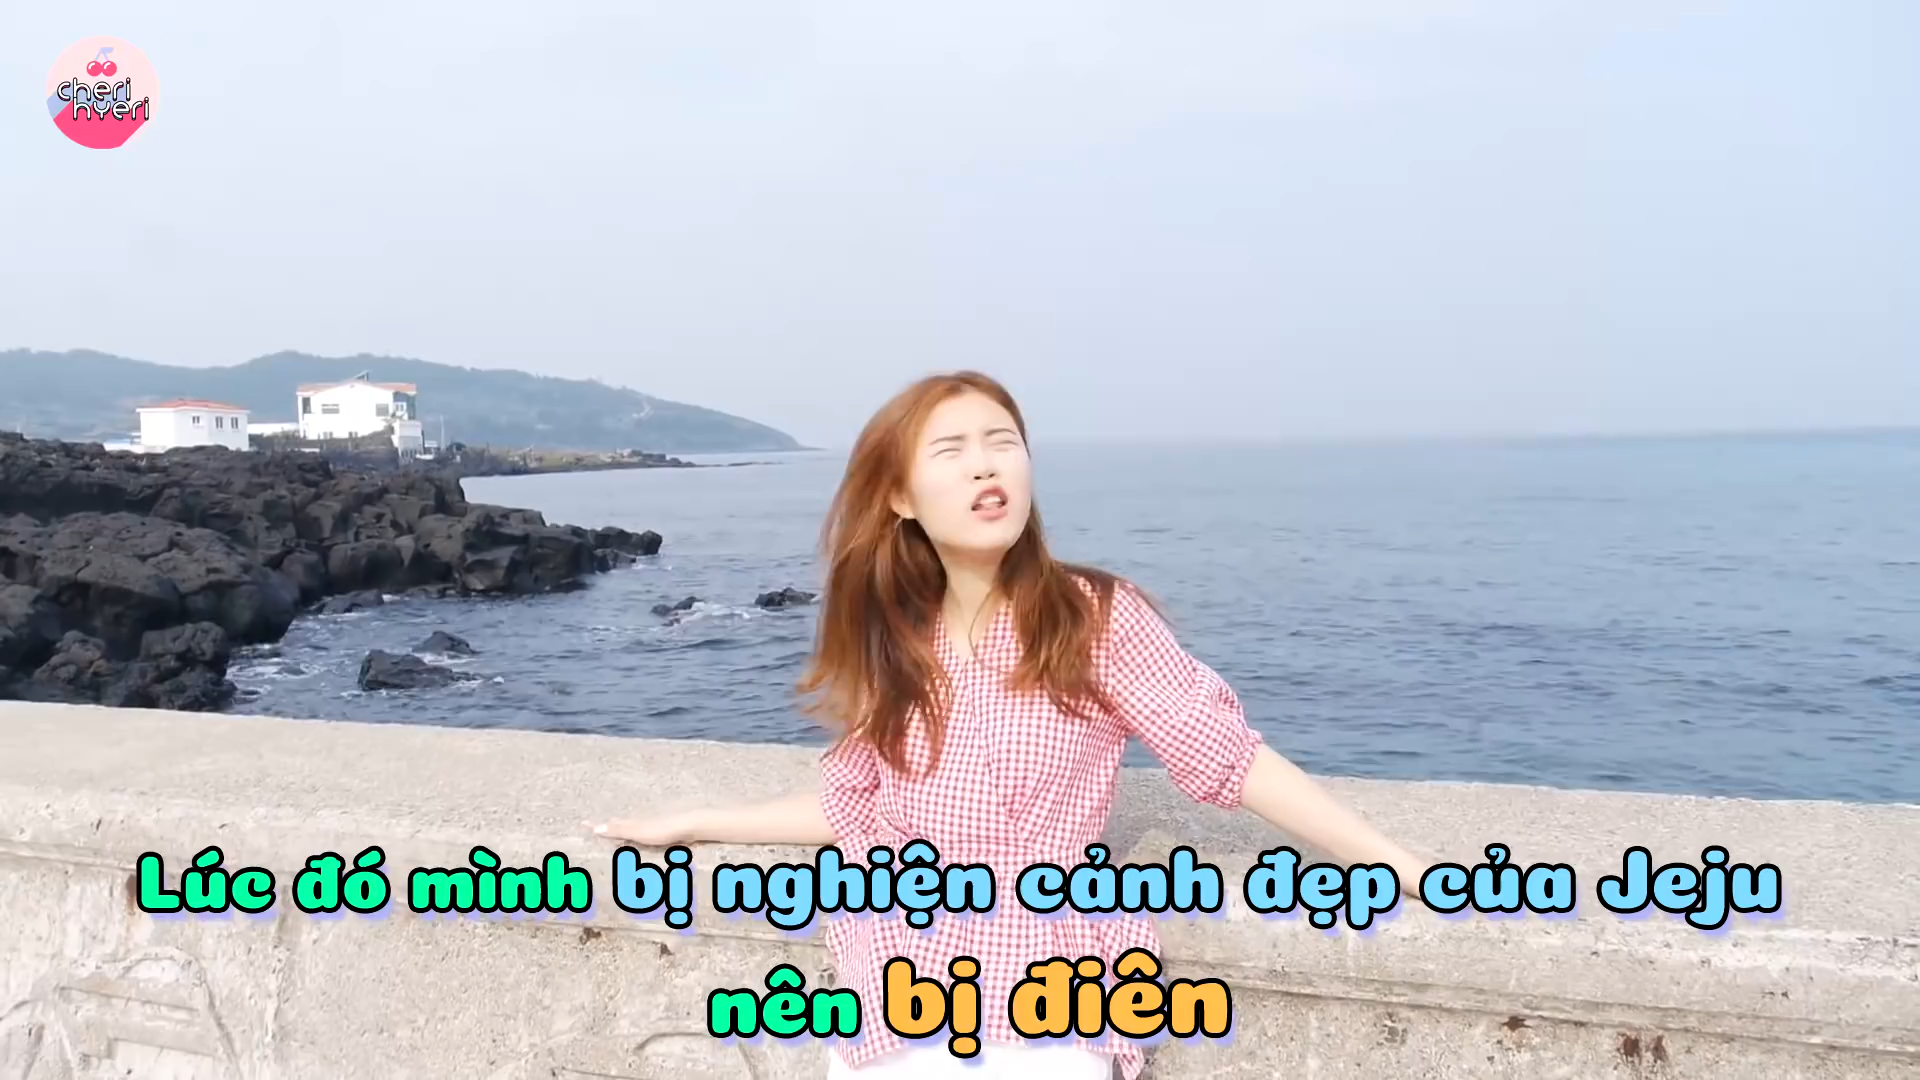 cheri
hyeri
Lúc đó mình bị nghiện cảnh đẹp của Jeju
nên bị điên